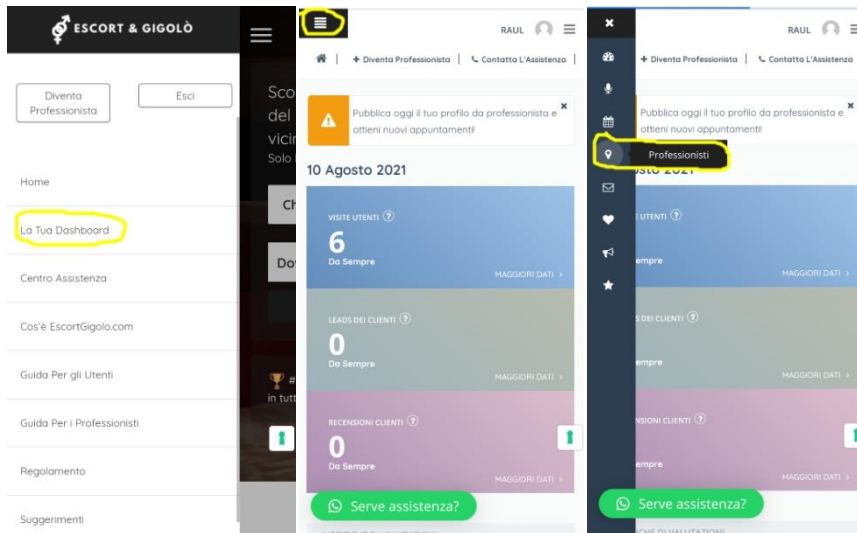 ESCORT & GIGOLÒ
Diventa
Professionista
Esci
Home
La Tua Dashboard
Centro Assistenza
Cos'è EscortGigolo.com
Guida Per gli Utenti
Guida Per i Professionisti
Regolamento
Suggerimenti
Sco
del
vicin
Solo
Ch
Do
#
in tutt
RAUL
+ Diventa Professionista
Contatta L'Assistenza
Pubblica oggi il tuo profilo da professionista e
ottieni nuovi appuntamenti!
10 Agosto 2021
VISITE UTENTI ?
6
Da Sempre
MAGGIORI DATI >
LEADS DEI CLIENTI ?
0
Da Sempre
MAGGIORI DATI >
RECENSIONI CLIENTI ?
0
Da Sempre
MAGGIORI DATI >
Serve assistenza?
RAUL
+ Diventa Professionista
Contatta L'Assistenza
Pubblica oggi il tuo profilo da professionista e
ottieni nuovi appuntamenti!
Professionisti
osto 2021
UTENTI ?
empre
MAGGIORI DATI >
S DEI CLIENTI ?
empre
MAGGIORI DATI >
NSIONI CLIENTI ?
empre
MAGGIORI DATI >
Serve assistenza?